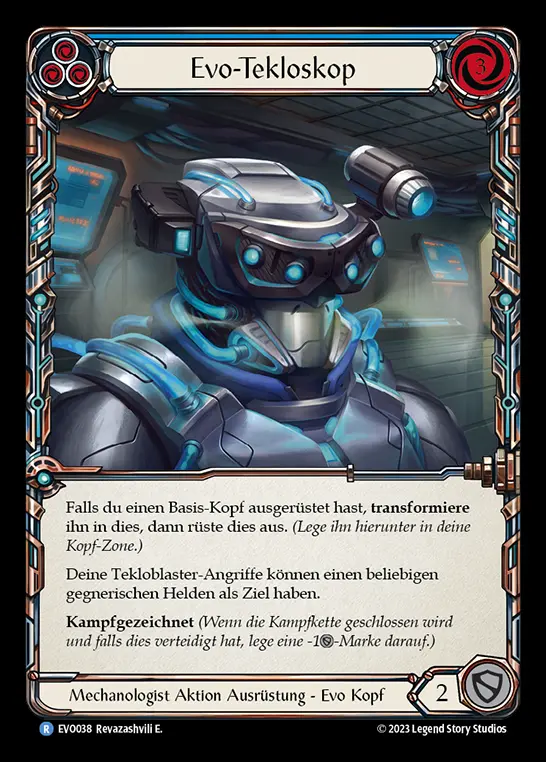 Evo-Tekloskop
3
Falls du einen Basis-Kopf ausgerüstet hast, transformiere
ihn in dies, dann rüste dies aus. (Lege ihn hierunter in deine
Kopf-Zone.)
Deine Tekloblaster-Angriffe können einen beliebigen
gegnerischen Helden als Ziel haben.
Kampfgezeichnet (Wenn die Kampfkette geschlossen wird
und falls dies verteidigt hat, lege eine -1-Marke darauf.)
Mechanologist Aktion Ausrüstung - Evo Kopf
2
R EVO038 Revazashvili E.
© 2023 Legend Story Studios